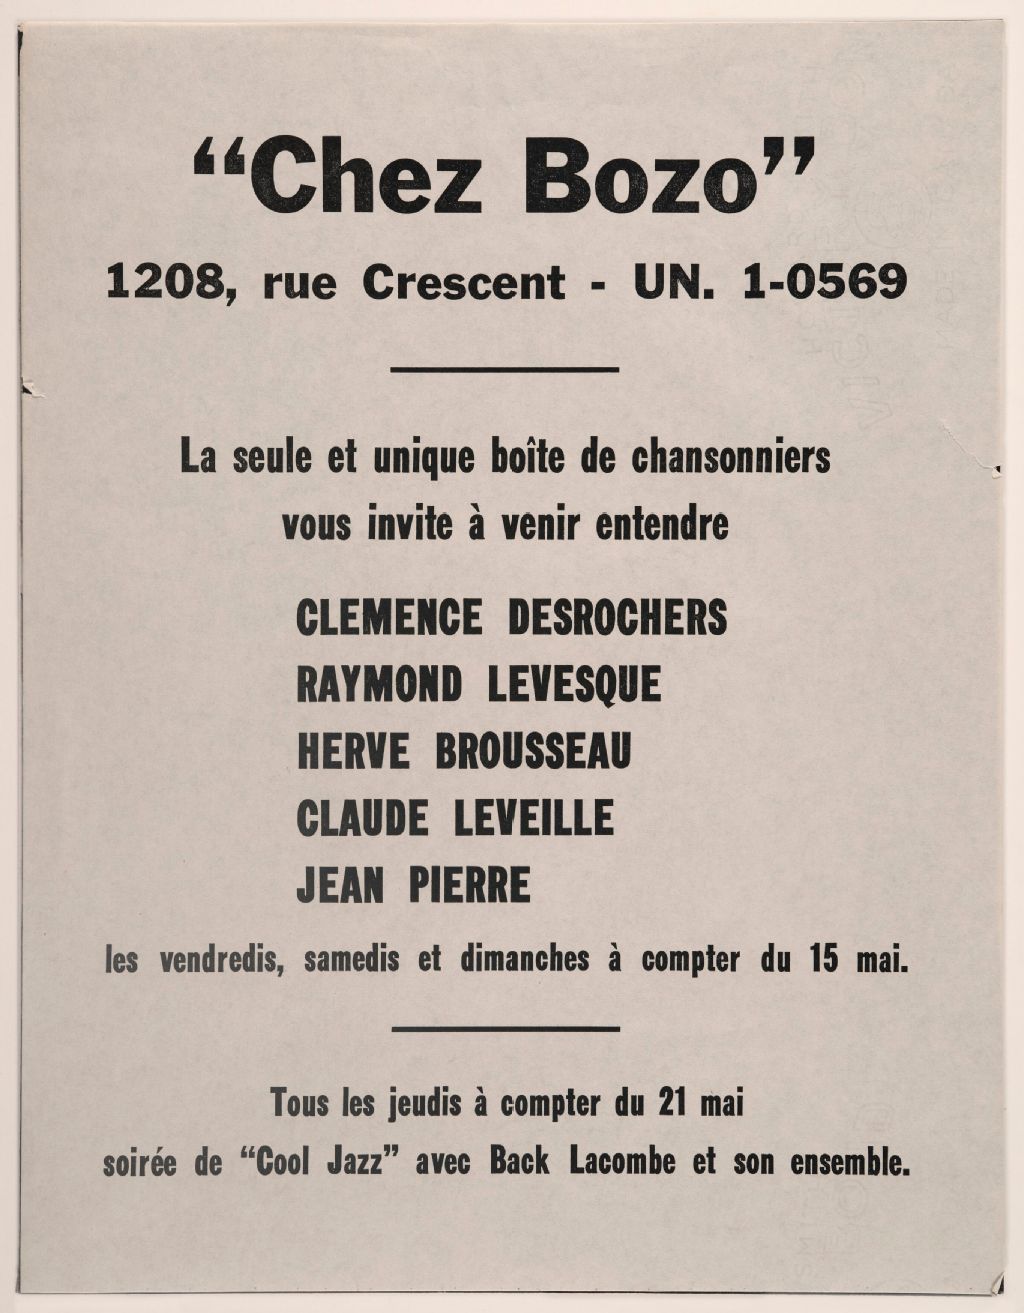 “Chez Bozo”
1208, rue Crescent - UN. 1-0569
La seule et unique boîte de chansonniers
vous invite à venir entendre
CLEMENCE DESROCHERS
RAYMOND LEVESQUE
HERVE BROUSSEAU
CLAUDE LEVEILLE
JEAN PIERRE
les vendredis, samedis et dimanches à compter du 15 mai.
Tous les jeudis à compter du 21 mai
soirée de “Cool Jazz” avec Back Lacombe et son ensemble.